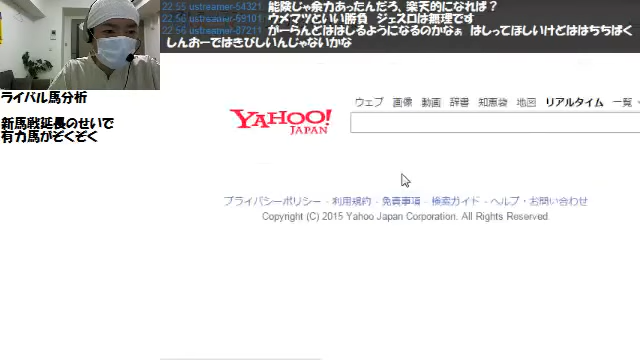 22:55 ustreamer-54321 能険じゃ余力あったんだろ、楽天的になれば？
22:56 ustreamer-59101 ウメマツといい勝負 ジェスロは無理です
22:56 ustreamer-87211 がーらんどははしるようになるのかなぁ はしってほしいけどははちちばくしんおーではきびしいんじゃないかな
ライバル馬分析
新馬戦延長のせいで
有力馬がぞくぞく
ウェブ 画像 動画 辞書 知恵袋 地図 リアルタイム 一覧
YAHOO!
JAPAN
プライバシーポリシー - 利用規約 - 免責事項 - 検索ガイド - ヘルプ・お問い合わせ
Copyright (C) 2015 Yahoo Japan Corporation. All Rights Reserved